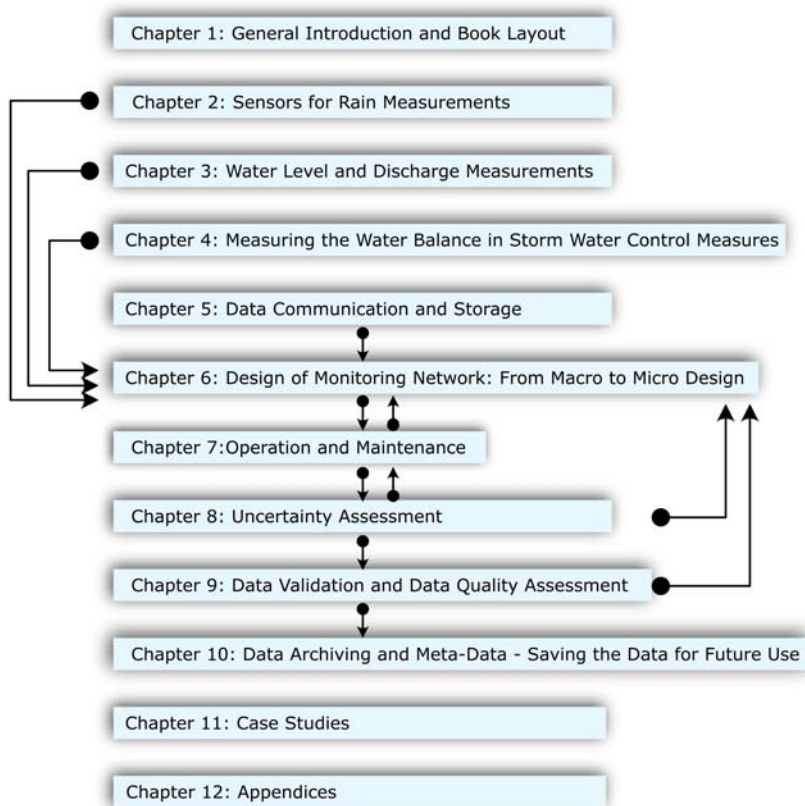 Chapter 1: General Introduction and Book Layout
Chapter 2: Sensors for Rain Measurements
Chapter 3: Water Level and Discharge Measurements
Chapter 4: Measuring the Water Balance in Storm Water Control Measures
Chapter 5: Data Communication and Storage
Chapter 6: Design of Monitoring Network: From Macro to Micro Design
Chapter 7:Operation and Maintenance
Chapter 8: Uncertainty Assessment
Chapter 9: Data Validation and Data Quality Assessment
Chapter 10: Data Archiving and Meta-Data - Saving the Data for Future Use
Chapter 11: Case Studies
Chapter 12: Appendices